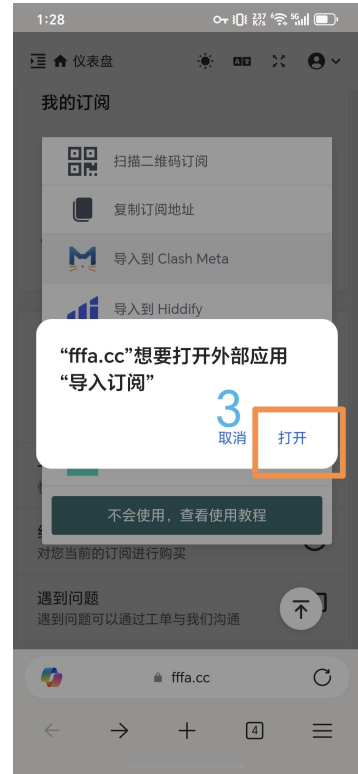 1:28
237 K/s 5G
仪表盘
我的订阅
扫描二维码订阅
复制订阅地址
导入到 Clash Meta
导入到 Hiddify
“fffa.cc”想要打开外部应用
“导入订阅”
3
取消 打开
不会使用，查看使用教程
对您当前的订阅进行购买
遇到问题
遇到问题可以通过工单与我们沟通
fffa.cc
4